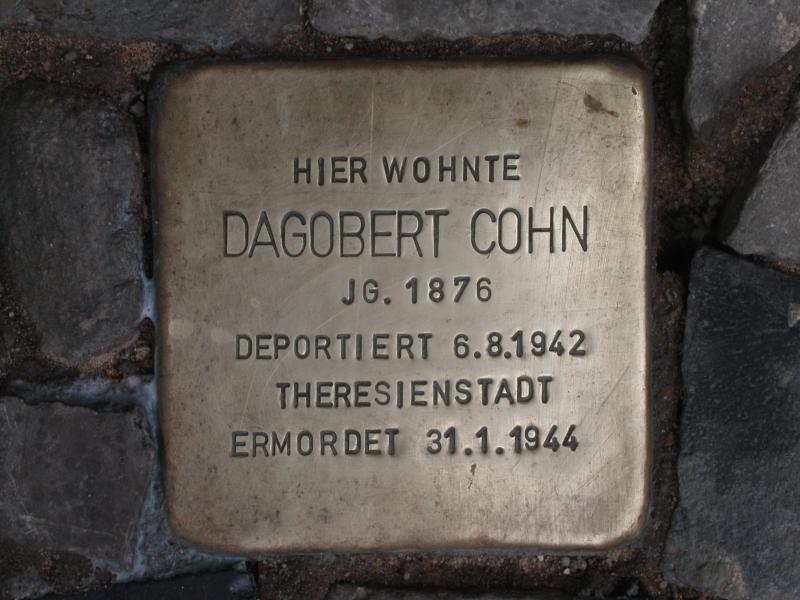 HIER WOHNTE
DAGOBERT COHN
JG. 1876
DEPORTIERT 6.8.1942
THERESIENSTADT
ERMORDET 31.1.1944